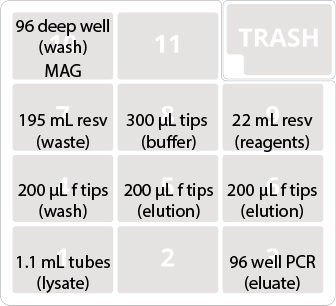 96 deep well
(wash)
MAG
10
11
TRASH
7
195 mL resv
(waste)
8
300 µL tips
(buffer)
9
22 mL resv
(reagents)
4
200 µL f tips
(wash)
5
200 µL f tips
(elution)
6
200 µL f tips
(elution)
1
1.1 mL tubes
(lysate)
2
3
96 well PCR
(eluate)